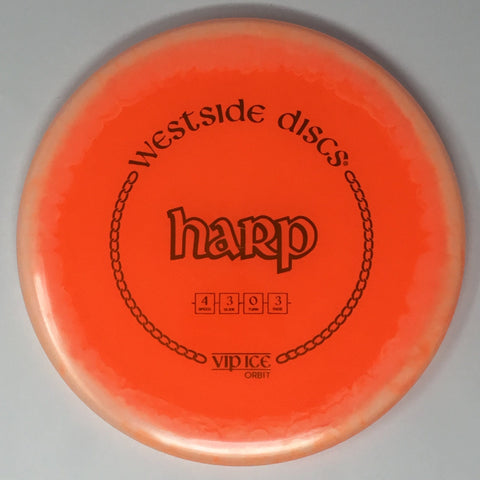 westside discs®
harp
4 3 0 3
SPEED GLIDE TURN FADE
VIP ICE
ORBIT